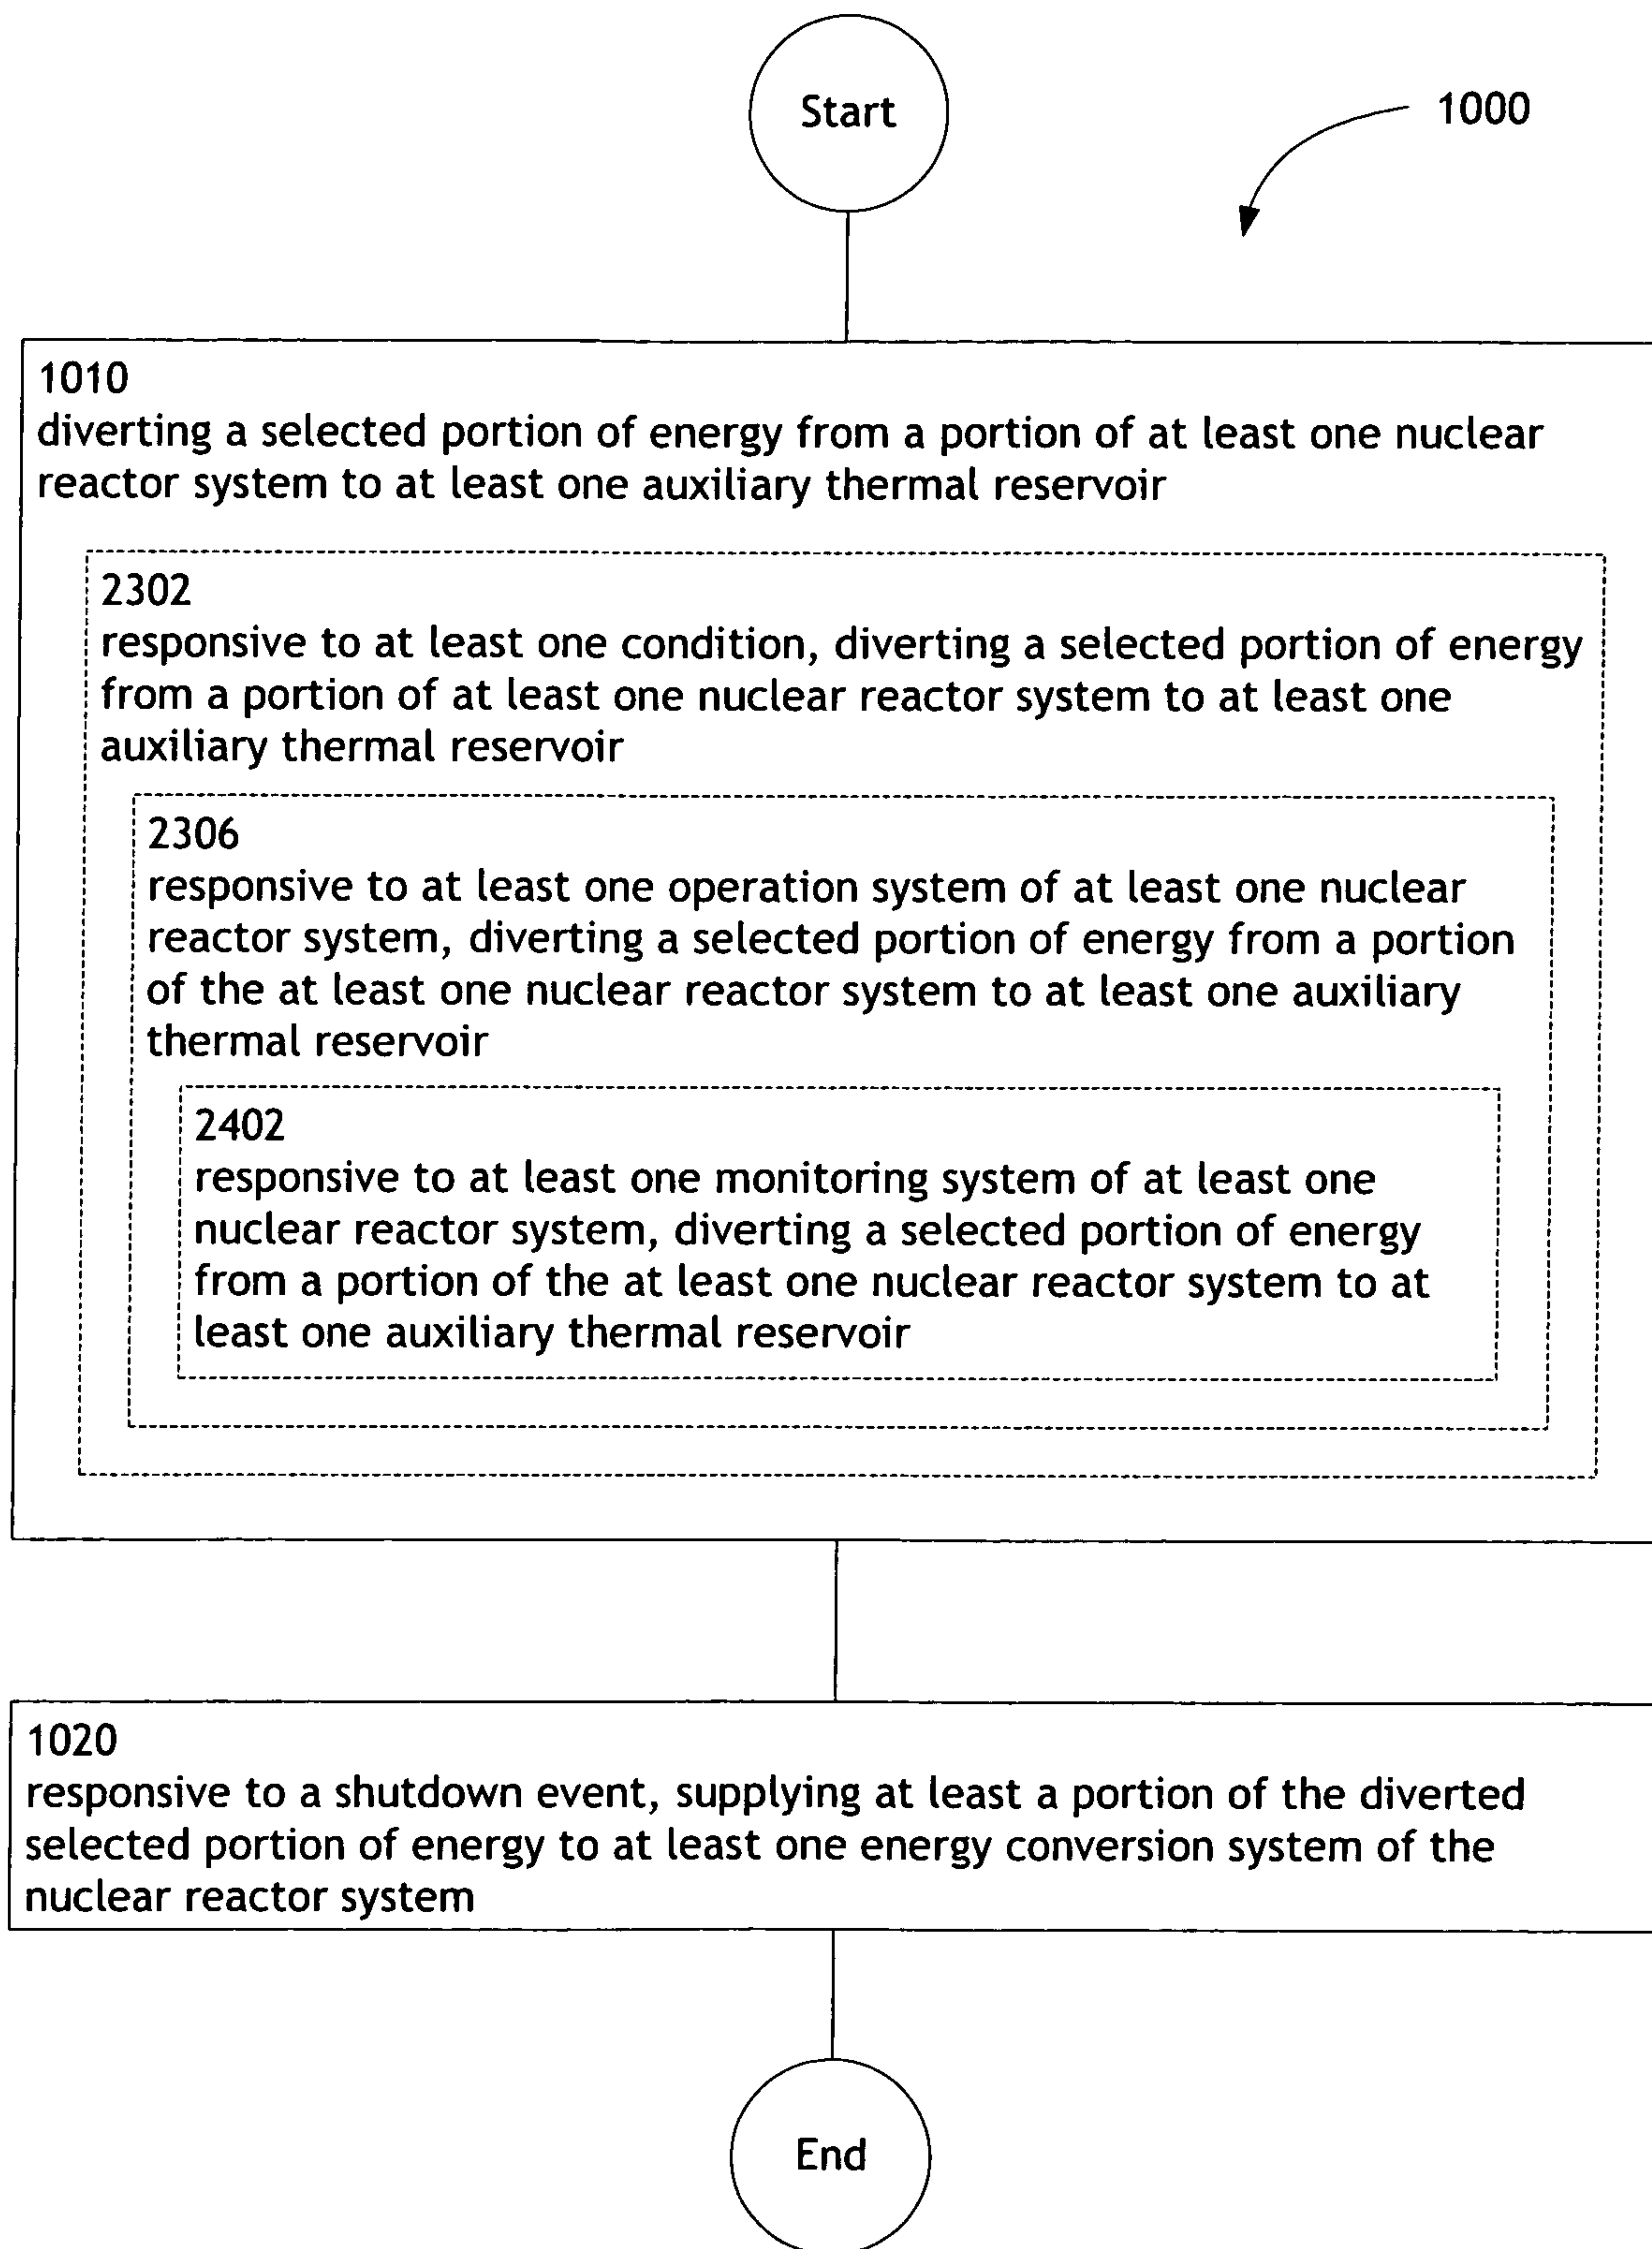 Start
1000
1010
diverting a selected portion of energy from a portion of at least one nuclear
reactor system to at least one auxiliary thermal reservoir
2302
responsive to at least one condition, diverting a selected portion of energy
from a portion of at least one nuclear reactor system to at least one
auxiliary thermal reservoir
2306
responsive to at least one operation system of at least one nuclear
reactor system, diverting a selected portion of energy from a portion
of the at least one nuclear reactor system to at least one auxiliary
thermal reservoir
2402
responsive to at least one monitoring system of at least one
nuclear reactor system, diverting a selected portion of energy
from a portion of the at least one nuclear reactor system to at
least one auxiliary thermal reservoir
1020
responsive to a shutdown event, supplying at least a portion of the diverted
selected portion of energy to at least one energy conversion system of the
nuclear reactor system
End